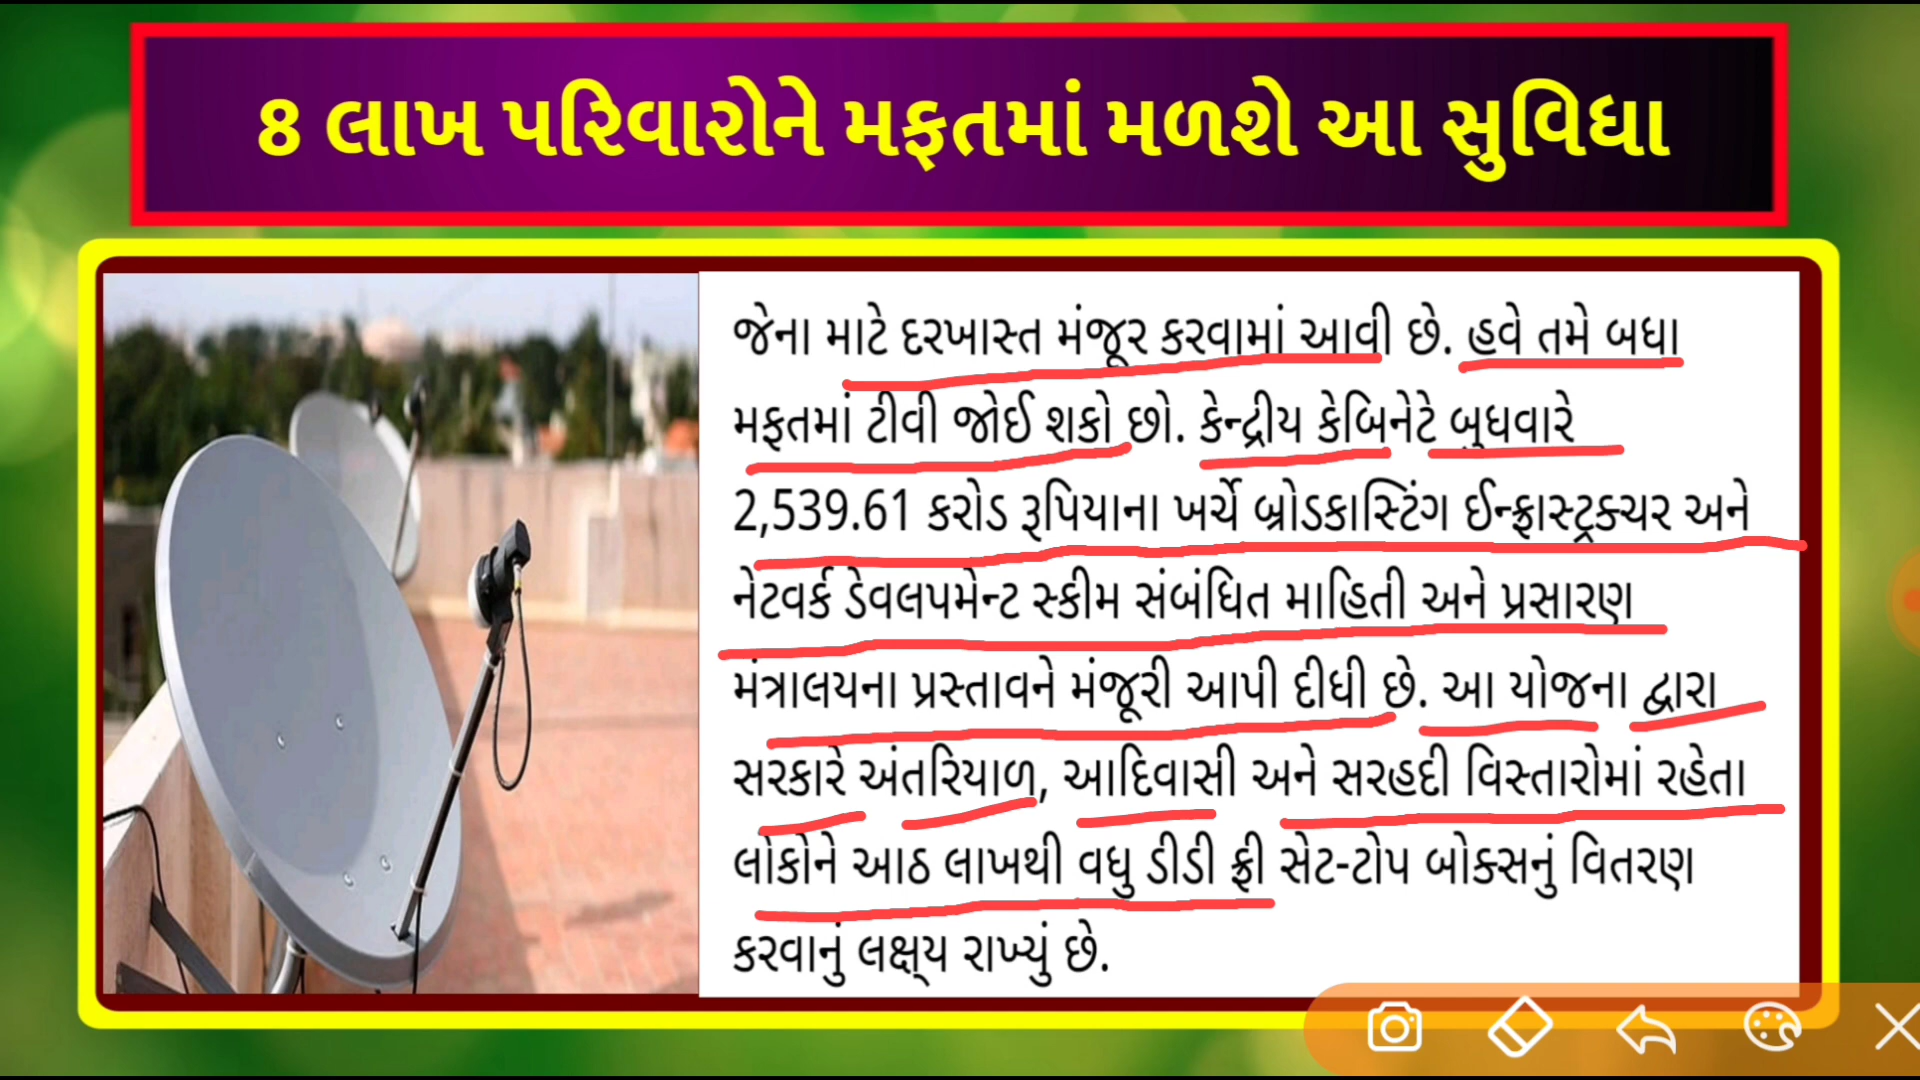 8 લાખ પરિવારોને મફતમાં મળશે આ સુવિધા
જેના માટે દરખાસ્ત મંજૂર કરવામાં આવી છે. હવે તમે બધા
મફતમાં ટીવી જોઈ શકો છો. કેન્દ્રીય કેબિનેટે બુધવારે
2,539.61 કરોડ રૂપિયાના ખર્ચે બ્રોડકાસ્ટિંગ ઈન્ફ્રાસ્ટ્રક્ચર અને
નેટવર્ક ડેવલપમેન્ટ સ્કીમ સંબંધિત માહિતી અને પ્રસારણ
મંત્રાલયના પ્રસ્તાવને મંજૂરી આપી દીધી છે. આ યોજના દ્વારા
સરકારે અંતરિયાળ, આદિવાસી અને સરહદી વિસ્તારોમાં રહેતા
લોકોને આઠ લાખથી વધુ ડીડી ફ્રી સેટ-ટોપ બોક્સનું વિતરણ
કરવાનું લક્ષ્ય રાખ્યું છે.